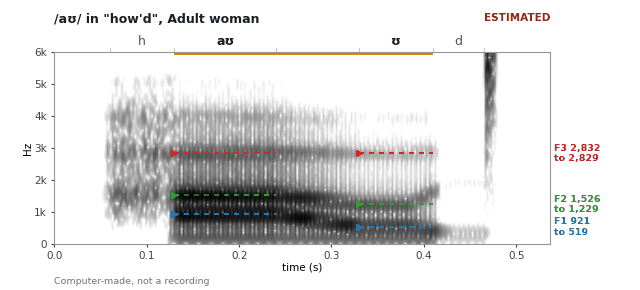 /aʊ/ in "how'd", Adult woman
ESTIMATED
h aʊ ʊ d
6k
5k
4k
3k
2k
1k
0
Hz
F3 2,832
to 2,829
F2 1,526
to 1,229
F1 921
to 519
0.0 0.1 0.2 0.3 0.4 0.5
time (s)
Computer-made, not a recording